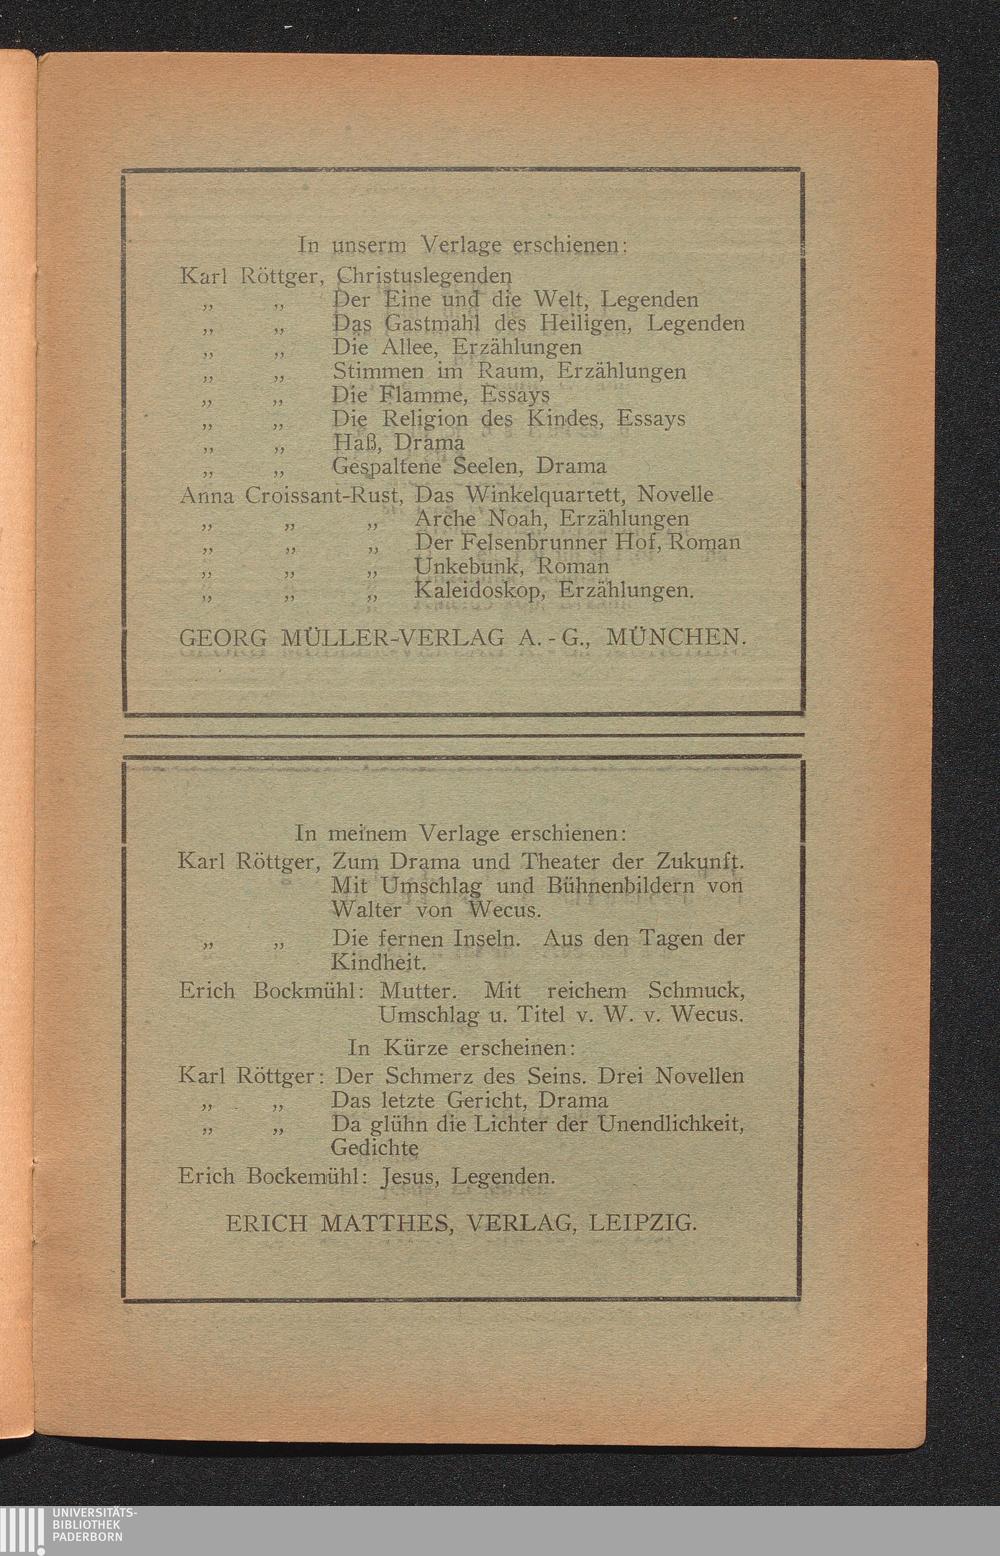 In unserm Verlage erschienen:
Karl Röttger, Christuslegenden
„ „ Der Eine und die Welt, Legenden
„ „ Das Gastmahl des Heiligen, Legenden
„ „ Die Allee, Erzählungen
„ „ Stimmen im Raum, Erzählungen
„ „ Die Flamme, Essays
„ „ Die Religion des Kindes, Essays
„ „ Haß, Drama
„ „ Gespaltene Seelen, Drama
Anna Croissant-Rust, Das Winkelquartett, Novelle
„ „ „ Arche Noah, Erzählungen
„ „ „ Der Felsenbrunner Hof, Roman
„ „ „ Unkebunk, Roman
„ „ „ Kaleidoskop, Erzählungen.
GEORG MÜLLER-VERLAG A. - G., MÜNCHEN.
In meinem Verlage erschienen:
Karl Röttger, Zum Drama und Theater der Zukunft.
Mit Umschlag und Bühnenbildern von
Walter von Wecus.
„ „ Die fernen Inseln. Aus den Tagen der
Kindheit.
Erich Bockmühl: Mutter. Mit reichem Schmuck,
Umschlag u. Titel v. W. v. Wecus.
In Kürze erscheinen:
Karl Röttger: Der Schmerz des Seins. Drei Novellen
„ „ Das letzte Gericht, Drama
„ „ Da glühn die Lichter der Unendlichkeit,
Gedichte
Erich Bockemühl: Jesus, Legenden.
ERICH MATTHES, VERLAG, LEIPZIG.
UNIVERSITÄTS-
BIBLIOTHEK
PADERBORN